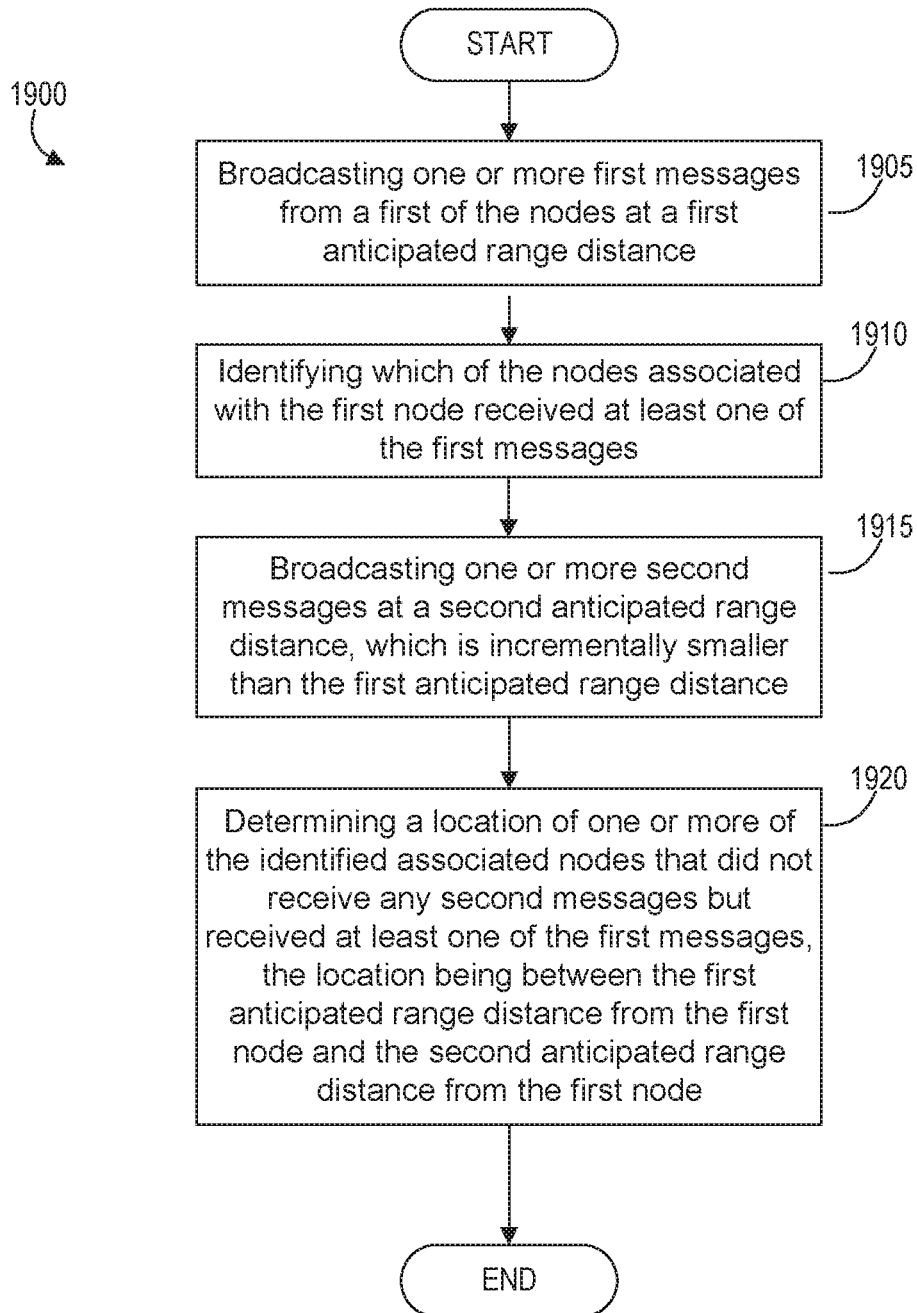 START
1900
Broadcasting one or more first messages
from a first of the nodes at a first
anticipated range distance
1905
Identifying which of the nodes associated
with the first node received at least one of
the first messages
1910
Broadcasting one or more second
messages at a second anticipated range
distance, which is incrementally smaller
than the first anticipated range distance
1915
Determining a location of one or more of
the identified associated nodes that did not
receive any second messages but
received at least one of the first messages,
the location being between the first
anticipated range distance from the first
node and the second anticipated range
distance from the first node
1920
END